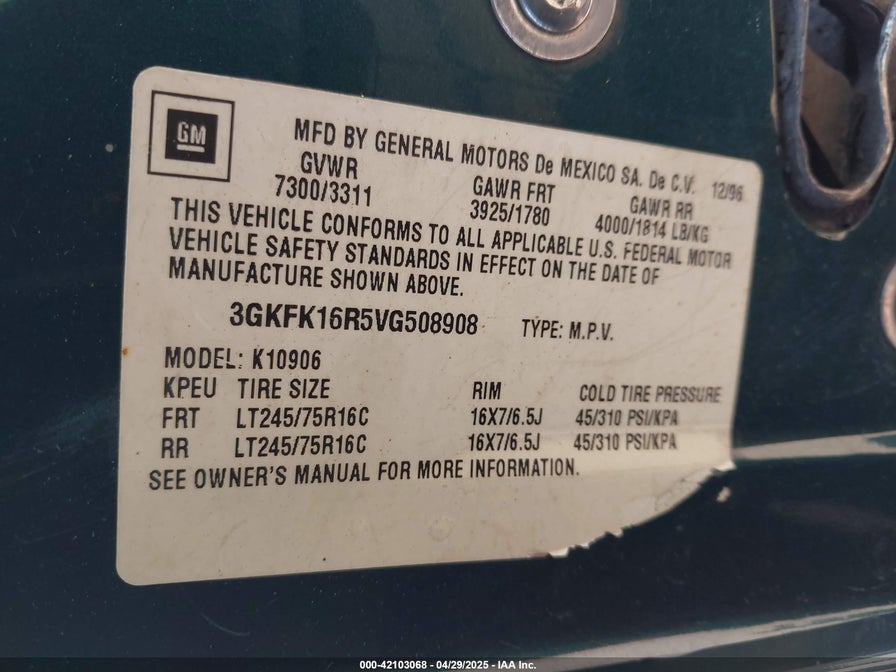 GM
MFD BY GENERAL MOTORS De MEXICO SA. De C.V. 12/96
GVWR GAWR FRT GAWR RR
7300/3311 3925/1780 4000/1814 LB/KG
THIS VEHICLE CONFORMS TO ALL APPLICABLE U.S. FEDERAL MOTOR
VEHICLE SAFETY STANDARDS IN EFFECT ON THE DATE OF
MANUFACTURE SHOWN ABOVE.
3GKFK16R5VG508908 TYPE: M.P.V.
MODEL: K10906
KPEU TIRE SIZE RIM COLD TIRE PRESSURE
FRT LT245/75R16C 16X7/6.5J 45/310 PSI/KPA
RR LT245/75R16C 16X7/6.5J 45/310 PSI/KPA
SEE OWNER'S MANUAL FOR MORE INFORMATION.
000-42103068 - 04/29/2025 - IAA Inc.